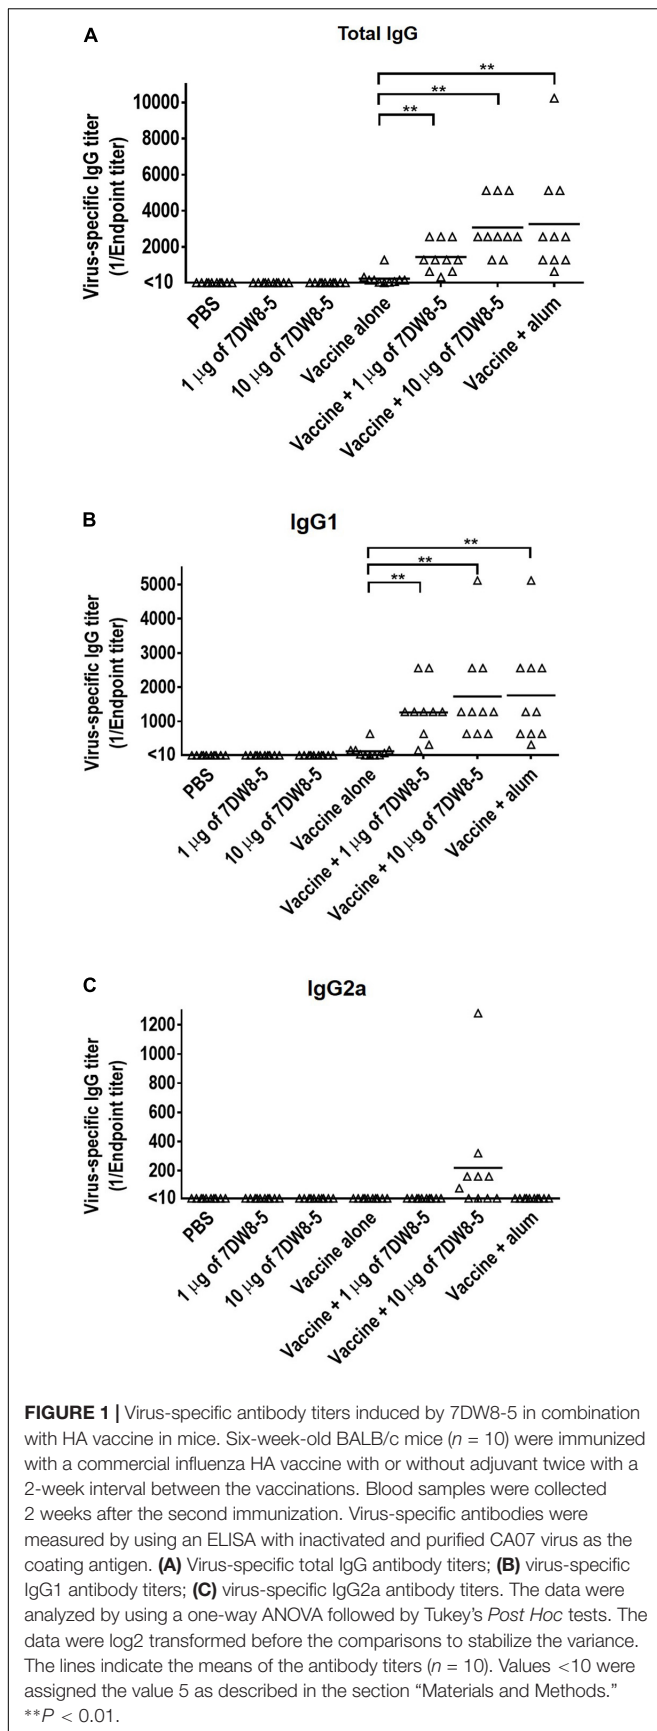 A
Total IgG
**
**
**
Virus-specific IgG titer
(1/Endpoint titer)
10000
8000
6000
4000
2000
<10
PBS
1 μg of 7DW8-5
10 μg of 7DW8-5
Vaccine alone
Vaccine + 1 μg of 7DW8-5
Vaccine + 10 μg of 7DW8-5
Vaccine + alum
B
IgG1
**
**
**
Virus-specific IgG titer
(1/Endpoint titer)
5000
4000
3000
2000
1000
<10
PBS
1 μg of 7DW8-5
10 μg of 7DW8-5
Vaccine alone
Vaccine + 1 μg of 7DW8-5
Vaccine + 10 μg of 7DW8-5
Vaccine + alum
C
IgG2a
Virus-specific IgG titer
(1/Endpoint titer)
1200
1000
800
600
400
200
<10
PBS
1 μg of 7DW8-5
10 μg of 7DW8-5
Vaccine alone
Vaccine + 1 μg of 7DW8-5
Vaccine + 10 μg of 7DW8-5
Vaccine + alum
FIGURE 1 | Virus-specific antibody titers induced by 7DW8-5 in combination
with HA vaccine in mice. Six-week-old BALB/c mice (n = 10) were immunized
with a commercial influenza HA vaccine with or without adjuvant twice with a
2-week interval between the vaccinations. Blood samples were collected
2 weeks after the second immunization. Virus-specific antibodies were
measured by using an ELISA with inactivated and purified CA07 virus as the
coating antigen. (A) Virus-specific total IgG antibody titers; (B) virus-specific
IgG1 antibody titers; (C) virus-specific IgG2a antibody titers. The data were
analyzed by using a one-way ANOVA followed by Tukey's Post Hoc tests. The
data were log2 transformed before the comparisons to stabilize the variance.
The lines indicate the means of the antibody titers (n = 10). Values <10 were
assigned the value 5 as described in the section “Materials and Methods.”
**P < 0.01.